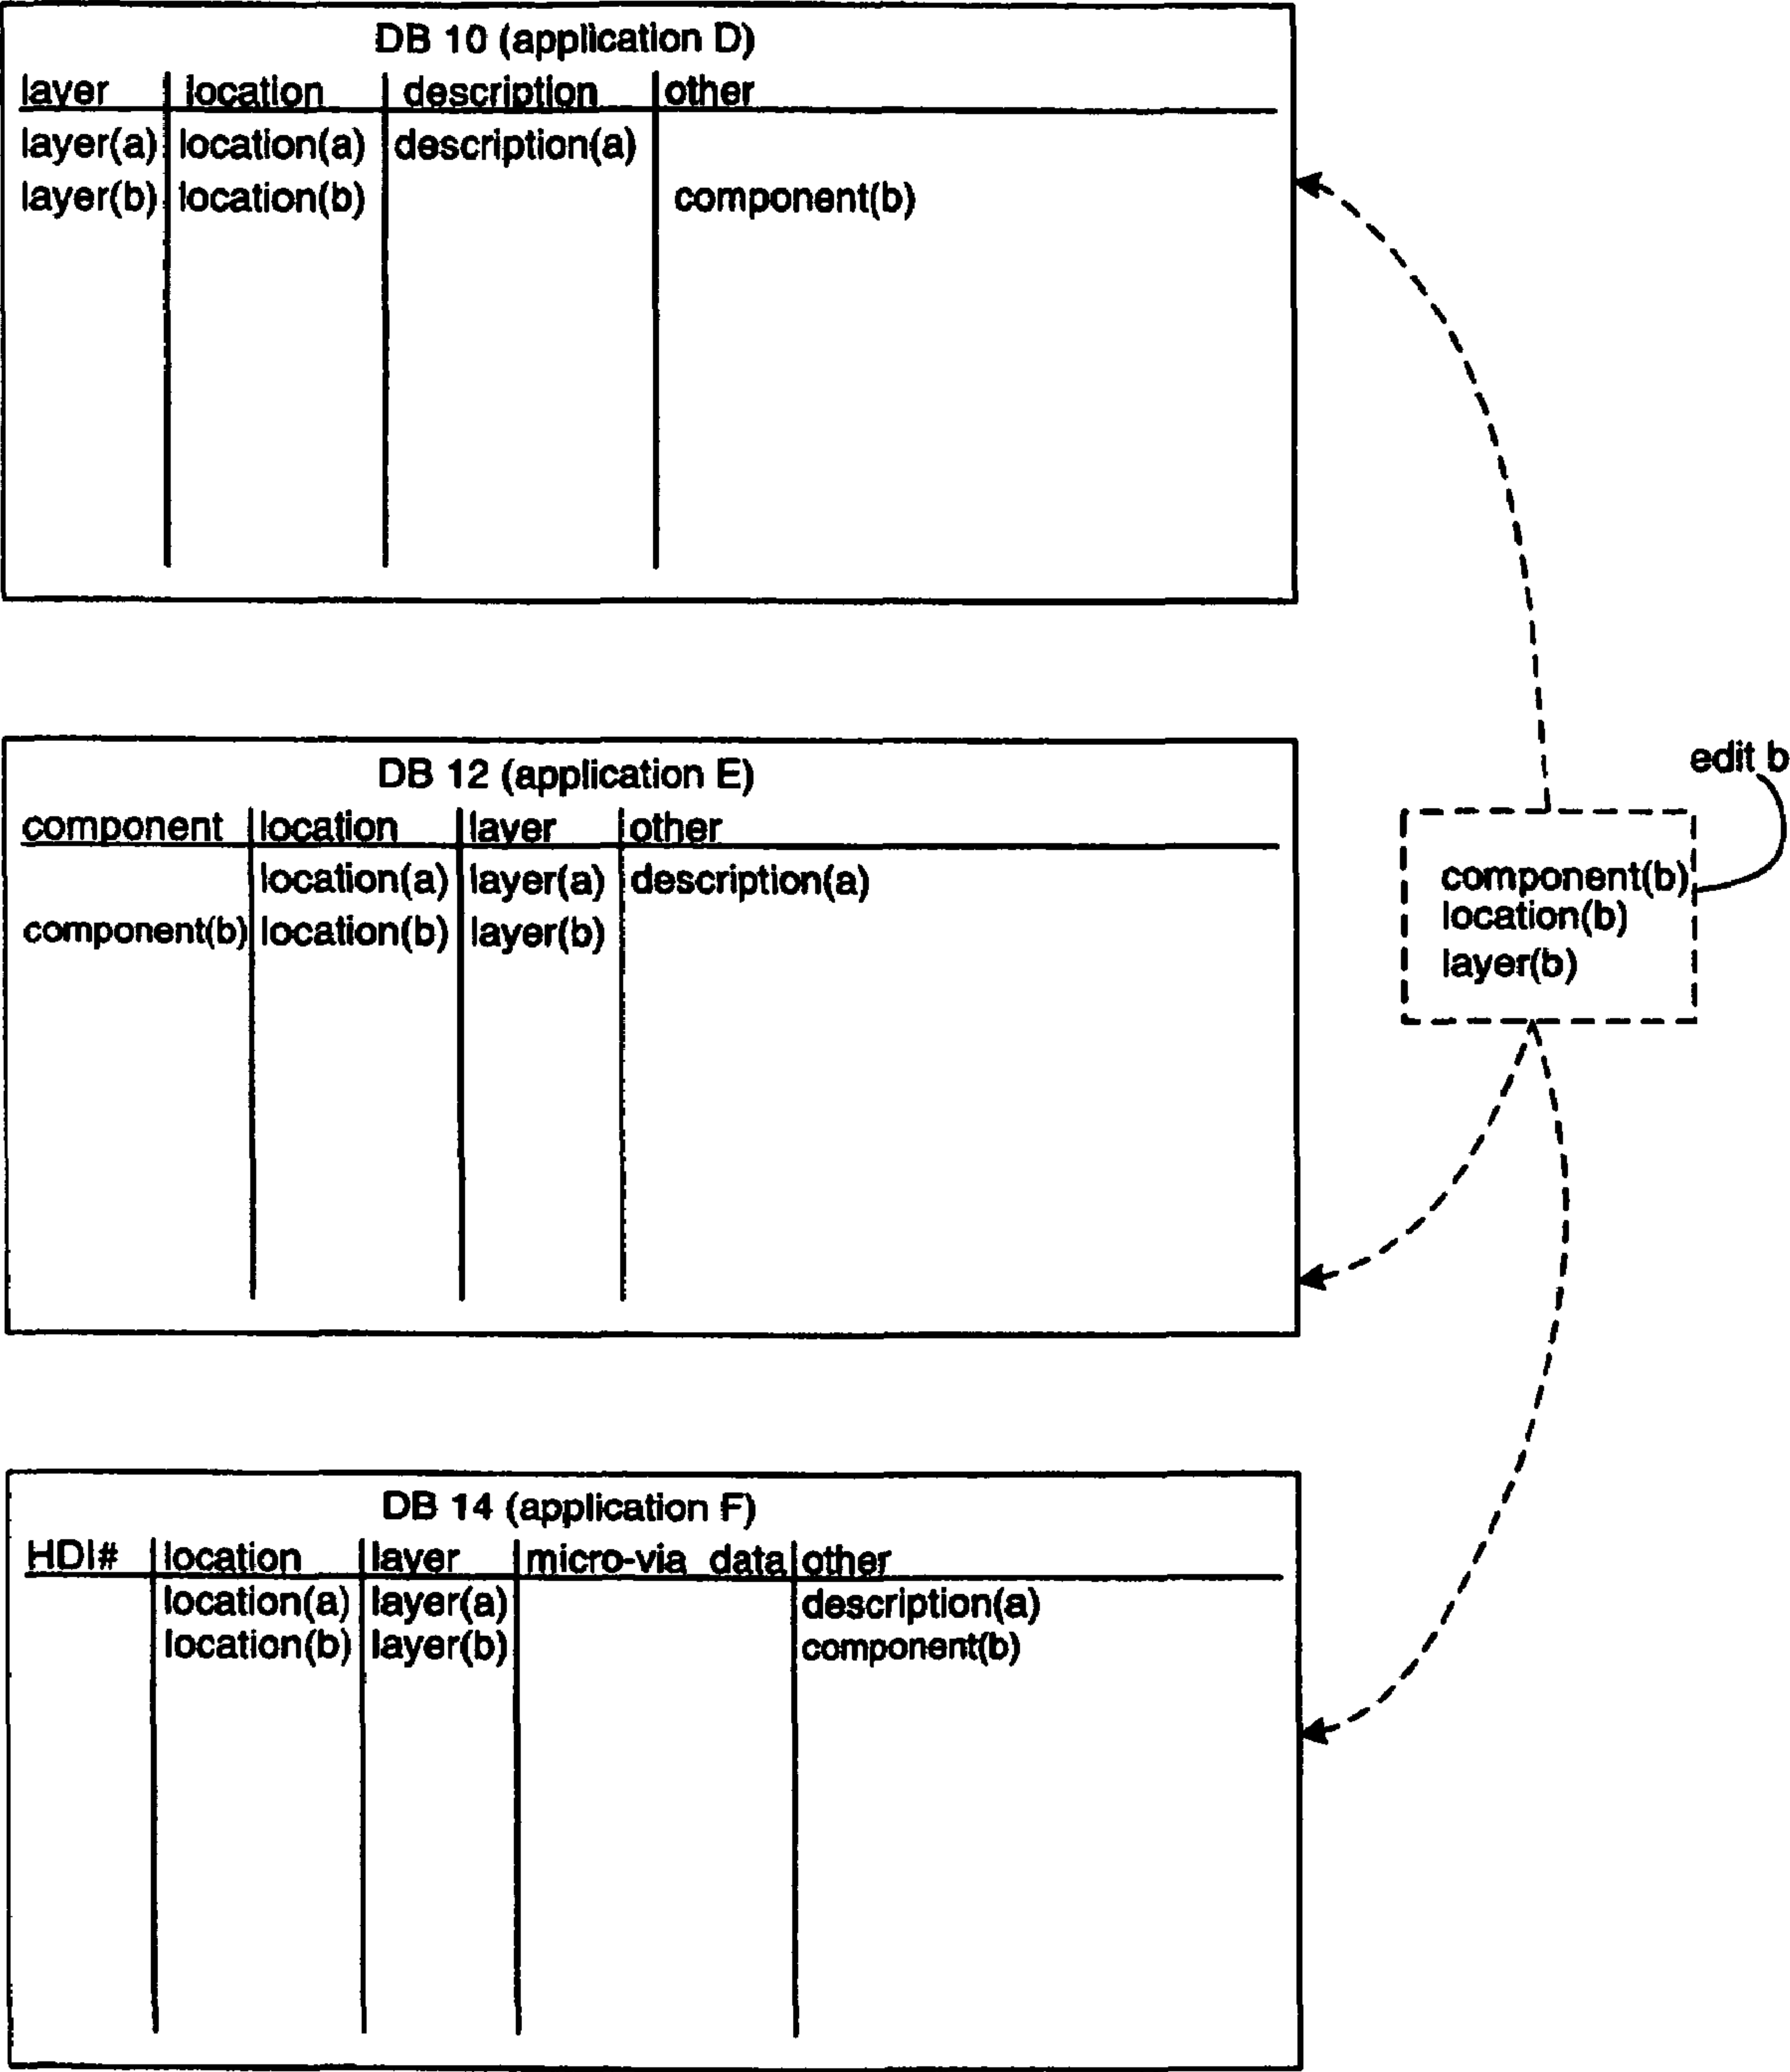 DB 10 (application D)
layer location description other
layer(a) location(a) description(a)
layer(b) location(b) component(b)
DB 12 (application E)
component location layer other
location(a) layer(a) description(a)
component(b) location(b) layer(b)
edit b
component(b)
location(b)
layer(b)
DB 14 (application F)
HDI# location layer micro-via data other
location(a) layer(a) description(a)
location(b) layer(b) component(b)